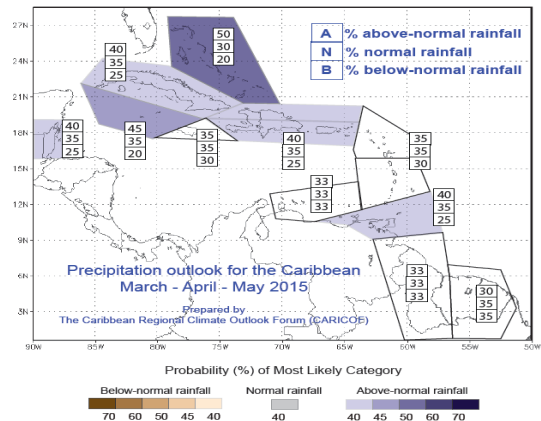 27N
24N
21N
18N
15N
12N
9N
6N
3N
A % above-normal rainfall
N % normal rainfall
B % below-normal rainfall
50
30
20
40
35
25
40
35
25
45
35
20
35
35
30
40
35
25
35
35
30
33
33
33
40
35
25
33
33
33
30
35
35
Precipitation outlook for the Caribbean
March - April - May 2015
Prepared by
The Caribbean Regional Climate Outlook Forum (CARICOF)
90W 85W 80W 75W 70W 65W 60W 55W 50W
Probability (%) of Most Likely Category
Below-normal rainfall Normal rainfall Above-normal rainfall
70 60 50 45 40 40 40 45 50 60 70